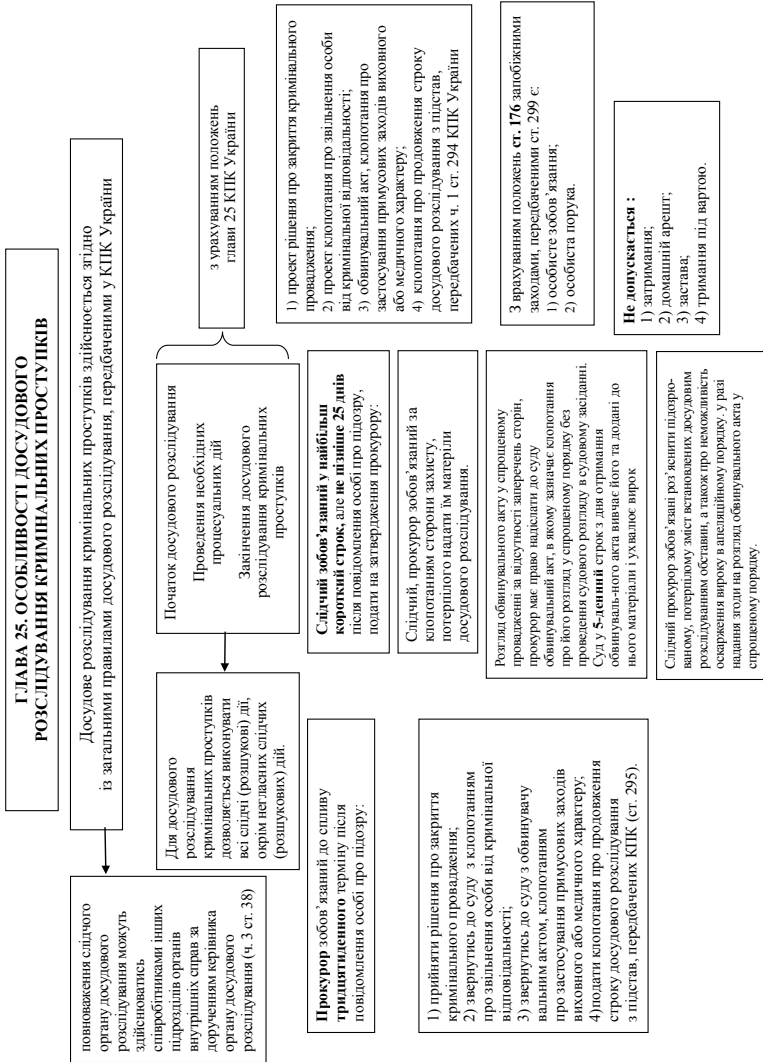 ГЛАВА 25. ОСОБЛИВОСТІ ДОСУДОВОГО
РОЗСЛІДУВАННЯ КРИМІНАЛЬНИХ ПРОСТУПКІВ
Досудове розслідування кримінальних проступків здійснюється згідно
із загальними правилами досудового розслідування, передбаченими у КПК України
повноваження слідчого
органу досудового
розслідування можуть
здійснюватись
співробітниками інших
підрозділів органів
внутрішніх справ за
дорученням керівника
органу досудового
розслідування (ч. 3 ст. 38)
Для досудового
розслідування
кримінальних проступків
дозволяється виконувати
всі слідчі (розшукові) дії,
окрім негласних слідчих
(розшукових) дій.
Початок досудового розслідування
Проведення необхідних
процесуальних дій
Закінчення досудового
розслідування кримінальних
проступків
з урахуванням положень
глави 25 КПК України
Прокурор зобов’язаний до спливу
тридцятиденного терміну після
повідомлення особі про підозру:
Слідчий зобов’язаний у найбільш
короткий строк, але не пізніше 25 днів
після повідомлення особі про підозру,
подати на затвердження прокурору:
1) проект рішення про закриття кримінального
провадження;
2) проект клопотання про звільнення особи
від кримінальної відповідальності;
3) обвинувальний акт, клопотання про
застосування примусових заходів виховного
або медичного характеру;
4) клопотання про продовження строку
досудового розслідування з підстав,
передбачених ч. 1 ст. 294 КПК України
1) прийняти рішення про закриття
кримінального провадження;
2) звернутись до суду з клопотанням
про звільнення особи від кримінальної
відповідальності;
3) звернутись до суду з обвинувачу
вальним актом, клопотанням
про застосування примусових заходів
виховного або медичного характеру;
4)подати клопотання про продовження
строку досудового розслідування
з підстав, передбачених КПК (ст. 295).
Слідчий, прокурор зобов’язаний за
клопотанням сторони захисту,
потерпілого надати їм матеріли
досудового розслідування.
Розгляд обвинувального акту у спрощеному
провадженні за відсутності заперечень сторін,
прокурор має право надіслати до суду
обвинувальний акт, в якому зазначає клопотання
про його розгляд у спрощеному порядку без
проведення судового розгляду в судовому засіданні.
Суд у 5-денний строк з дня отримання
обвинуваль-ного акта вивчає його та додані до
нього матеріали і ухвалює вирок
З врахуванням положень ст. 176 запобіжними
заходами, передбаченими ст. 299 є:
1) особисте зобов’язання;
2) особиста порука.
Слідчий прокурор зобов’язані роз’яснити підозрю-
ваному, потерпілому зміст встановлених досудовим
розслідуванням обставин, а також про неможливість
оскарження вироку в апеляційному порядку. у разі
надання згоди на розгляд обвинувального акта у
спрощеному порядку.
Не допускається :
1) затримання;
2) домашній арешт;
3) застава;
4) тримання під вартою.